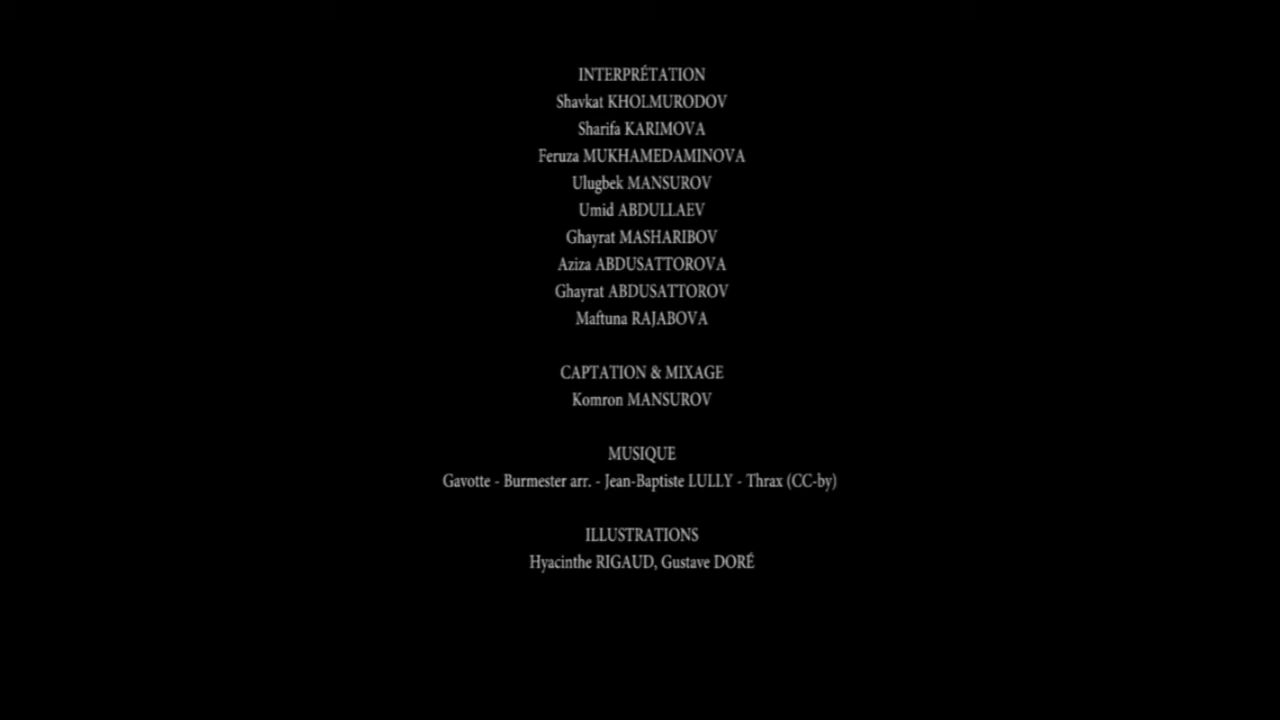 INTERPRÉTATION
Shavkat KHOLMURODOV
Sharifa KARIMOVA
Feruza MUKHAMEDAMINOVA
Ulugbek MANSUROV
Umid ABDULLAEV
Ghayrat MASHARIBOV
Aziza ABDUSATTOROVA
Ghayrat ABDUSATTOROV
Maftuna RAJABOVA
CAPTATION & MIXAGE
Komron MANSUROV
MUSIQUE
Gavotte - Burmester arr. - Jean-Baptiste LULLY - Thrax (CC-by)
ILLUSTRATIONS
Hyacinthe RIGAUD, Gustave DORÉ